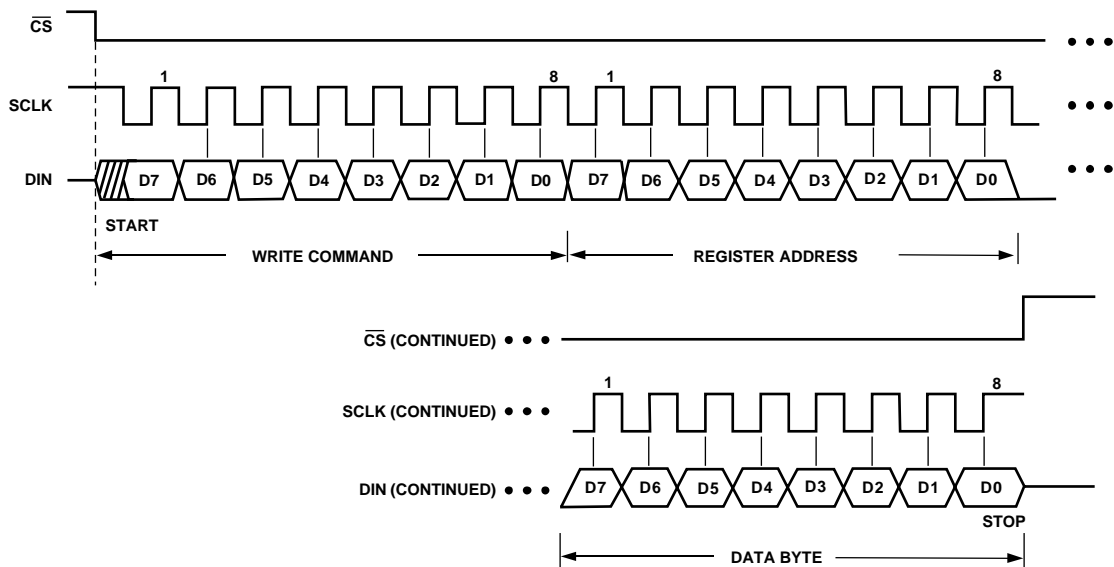 CS
1 8 1 8
SCLK
DIN D7 D6 D5 D4 D3 D2 D1 D0 D7 D6 D5 D4 D3 D2 D1 D0
START
WRITE COMMAND REGISTER ADDRESS
CS (CONTINUED)
1 8
SCLK (CONTINUED)
DIN (CONTINUED) D7 D6 D5 D4 D3 D2 D1 D0
STOP
DATA BYTE